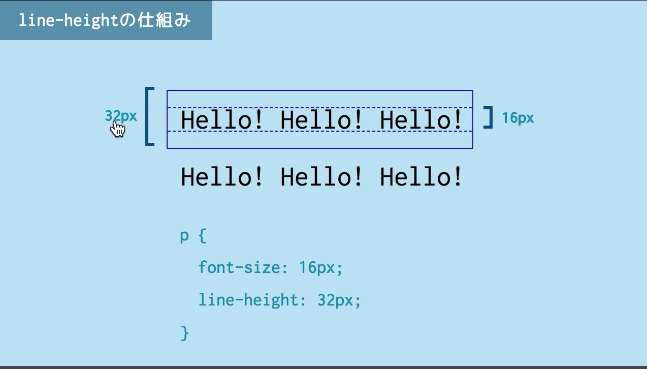 line-heightの仕組み
32px
Hello! Hello! Hello!
16px
Hello! Hello! Hello!
p {
font-size: 16px;
line-height: 32px;
}